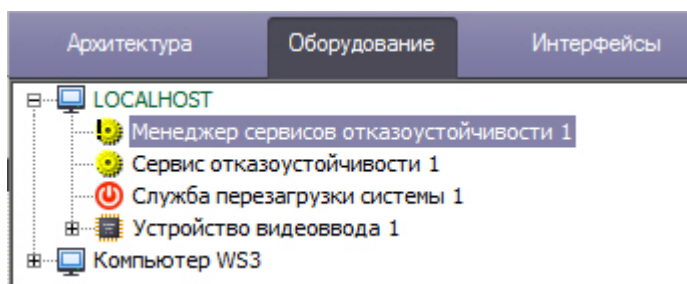 Архитектура Оборудование Интерфейсы
LOCALHOST
Менеджер сервисов отказоустойчивости 1
Сервис отказоустойчивости 1
Служба перезагрузки системы 1
Устройство видеоввода 1
Компьютер WS3